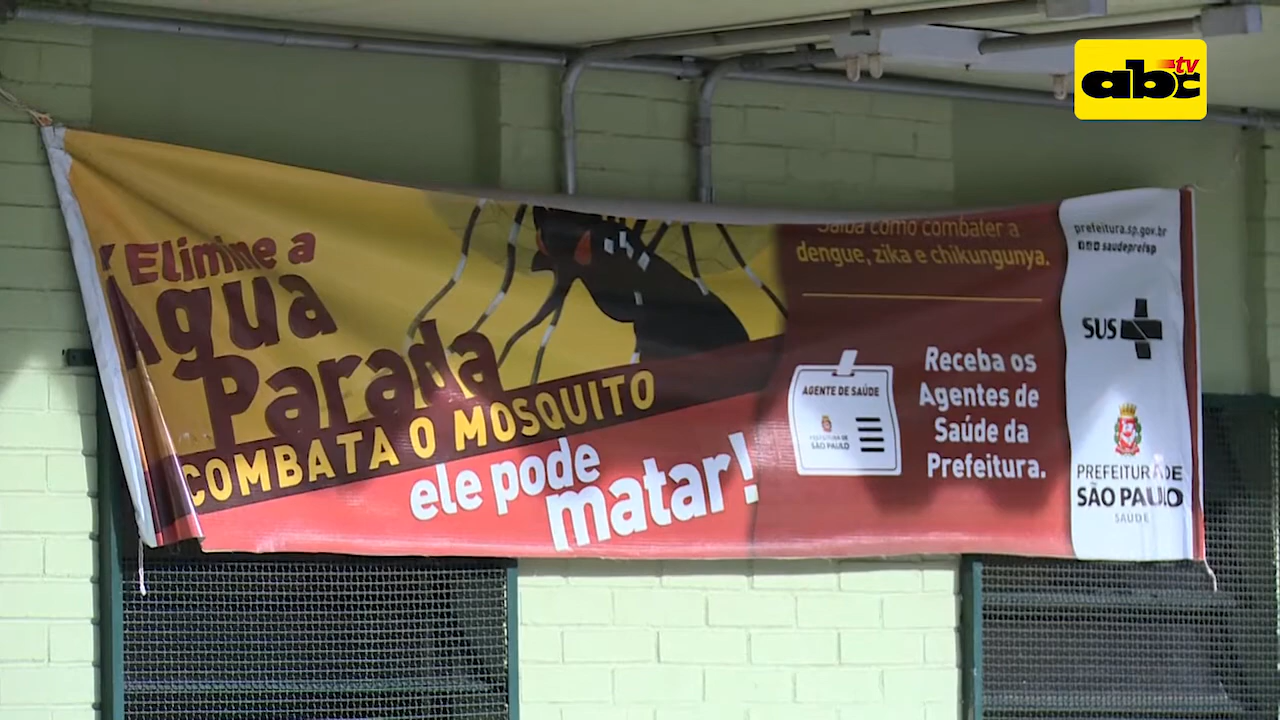 abc tv
Elimine a
Água
Parada
COMBATA O MOSQUITO
ele pode
matar!
Saiba como combater a
dengue, zika e chikungunya.
AGENTE DE SAÚDE
PREFEITURA DE
SÃO PAULO
Receba os
Agentes de
Saúde da
Prefeitura.
prefeitura.sp.gov.br
saudeprefsp
SUS
PREFEITURA DE
SÃO PAULO
SAÚDE